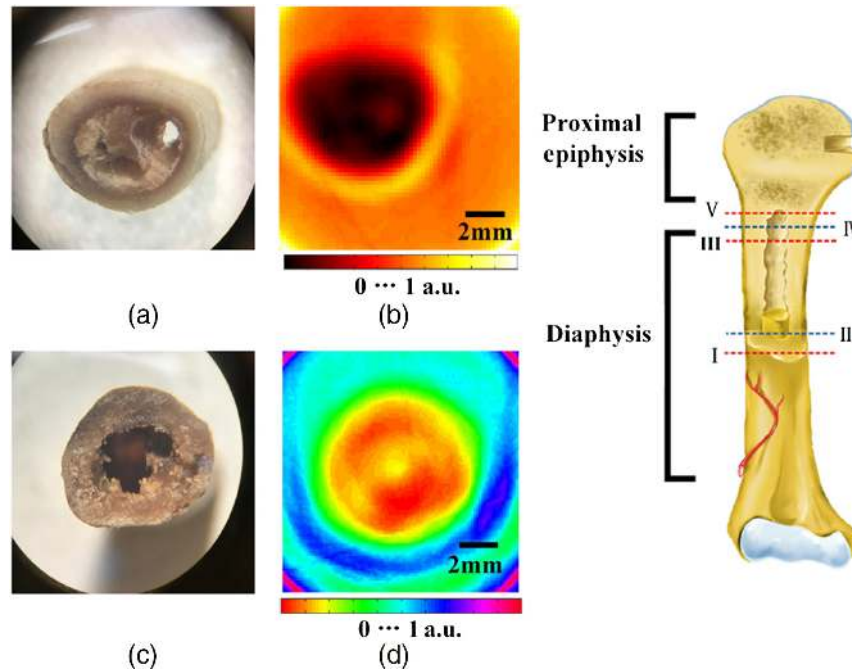 2mm
0 ··· 1 a.u.
(a)
(b)
2mm
0 ··· 1 a.u.
(c)
(d)
Proximal
epiphysis
V
IV
III
Diaphysis
II
I